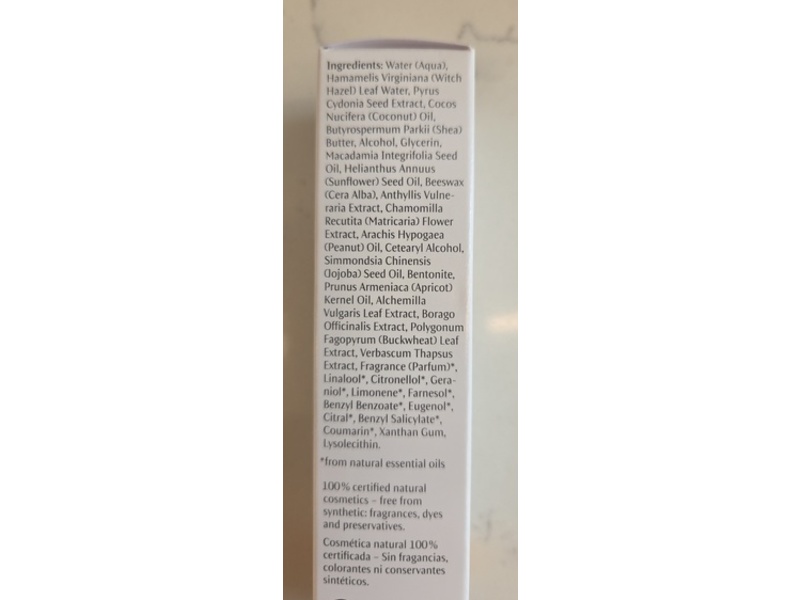 Ingredients: Water (Aqua),
Hamamelis Virginiana (Witch
Hazel) Leaf Water, Pyrus
Cydonia Seed Extract, Cocos
Nucifera (Coconut) Oil,
Butyrospermum Parkii (Shea)
Butter, Alcohol, Glycerin,
Macadamia Integrifolia Seed
Oil, Helianthus Annuus
(Sunflower) Seed Oil, Beeswax
(Cera Alba), Anthyllis Vulne-
raria Extract, Chamomilla
Recutita (Matricaria) Flower
Extract, Arachis Hypogaea
(Peanut) Oil, Cetearyl Alcohol,
Simmondsia Chinensis
(Jojoba) Seed Oil, Bentonite,
Prunus Armeniaca (Apricot)
Kernel Oil, Alchemilla
Vulgaris Leaf Extract, Borago
Officinalis Extract, Polygonum
Fagopyrum (Buckwheat) Leaf
Extract, Verbascum Thapsus
Extract, Fragrance (Parfum)*,
Linalool*, Citronellol*, Gera-
niol*, Limonene*, Farnesol*,
Benzyl Benzoate*, Eugenol*,
Citral*, Benzyl Salicylate*,
Coumarin*, Xanthan Gum,
Lysolecithin.
*from natural essential oils
100% certified natural
cosmetics – free from
synthetic: fragrances, dyes
and preservatives.
Cosmética natural 100%
certificada – Sin fragancias,
colorantes ni conservantes
sintéticos.